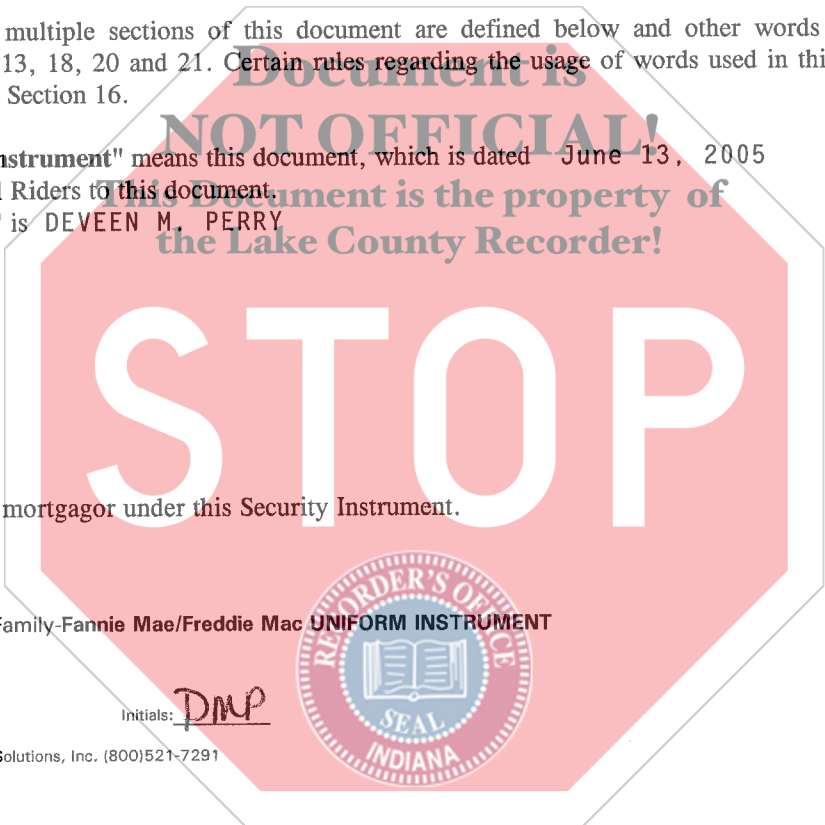 multiple sections of this document are defined below and other words
Document is
13, 18, 20 and 21. Certain rules regarding the usage of words used in thi
Section 16.
NOT OFFICIAL!
nstrument" means this document, which is dated June 13, 2005
Riders to this document.
This Document is the property of
is DEVEEN M. PERRY
the Lake County Recorder!
STOP
mortgagor under this Security Instrument.
RECORDER'S OFFICE
amily-Fannie Mae/Freddie Mac UNIFORM INSTRUMENT
Initials: DMP
SEAL
INDIANA
Solutions, Inc. (800)521-7291